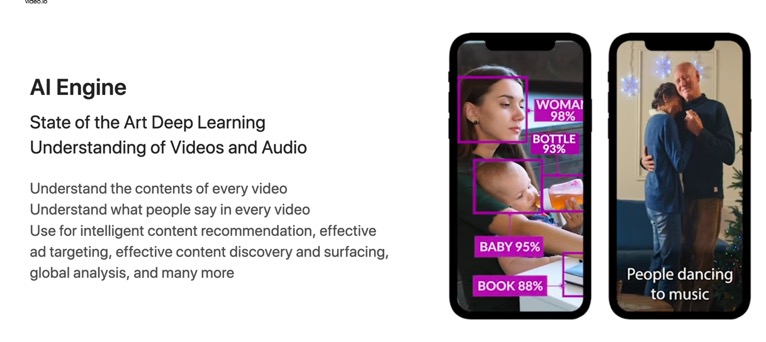 video.io
AI Engine
State of the Art Deep Learning
Understanding of Videos and Audio
Understand the contents of every video
Understand what people say in every video
Use for intelligent content recommendation, effective
ad targeting, effective content discovery and surfacing,
global analysis, and many more
WOMAN
98%
BOTTLE
93%
BABY 95%
BOOK 88%
People dancing
to music